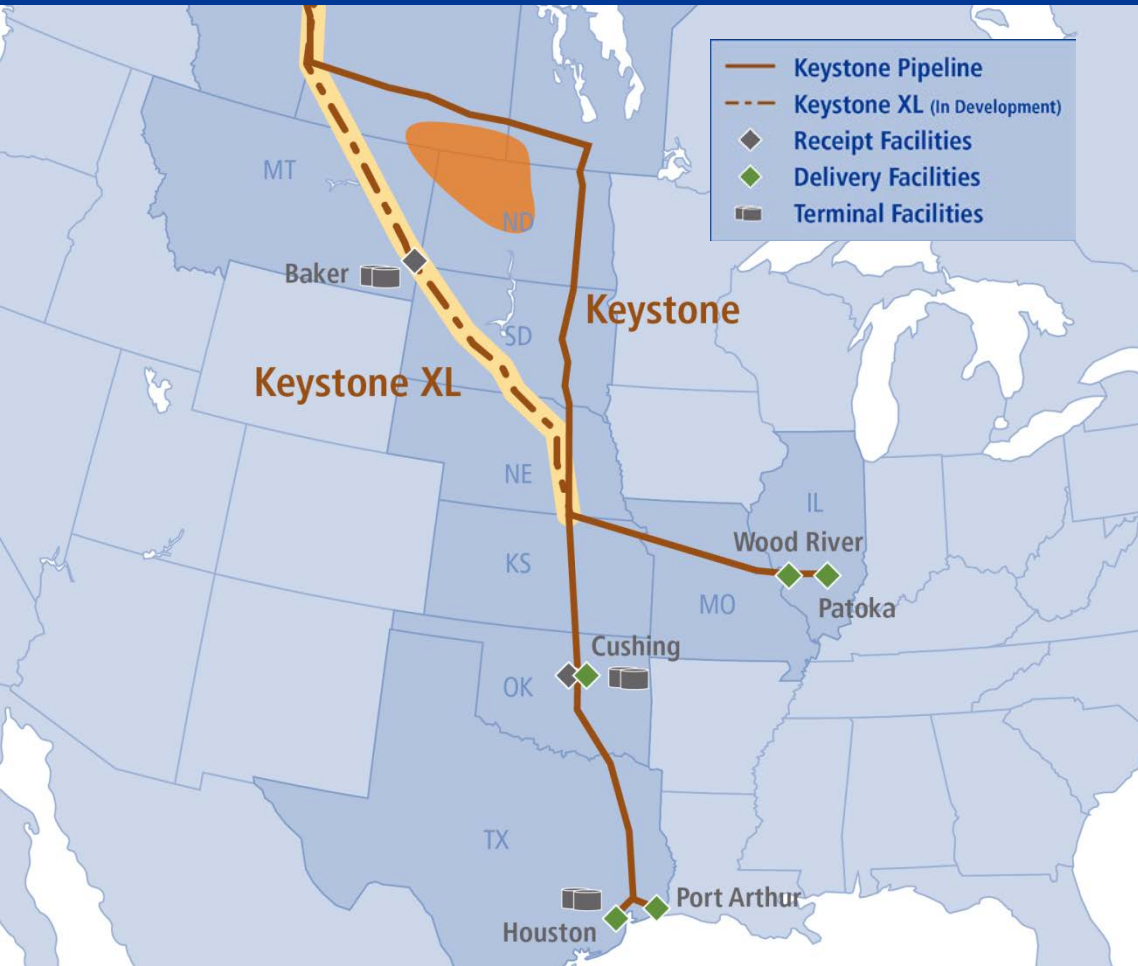 Keystone Pipeline
Keystone XL (In Development)
Receipt Facilities
Delivery Facilities
Terminal Facilities
MT
ND
Baker
Keystone
SD
Keystone XL
NE
IL
Wood River
KS
MO
Patoka
Cushing
OK
TX
Port Arthur
Houston